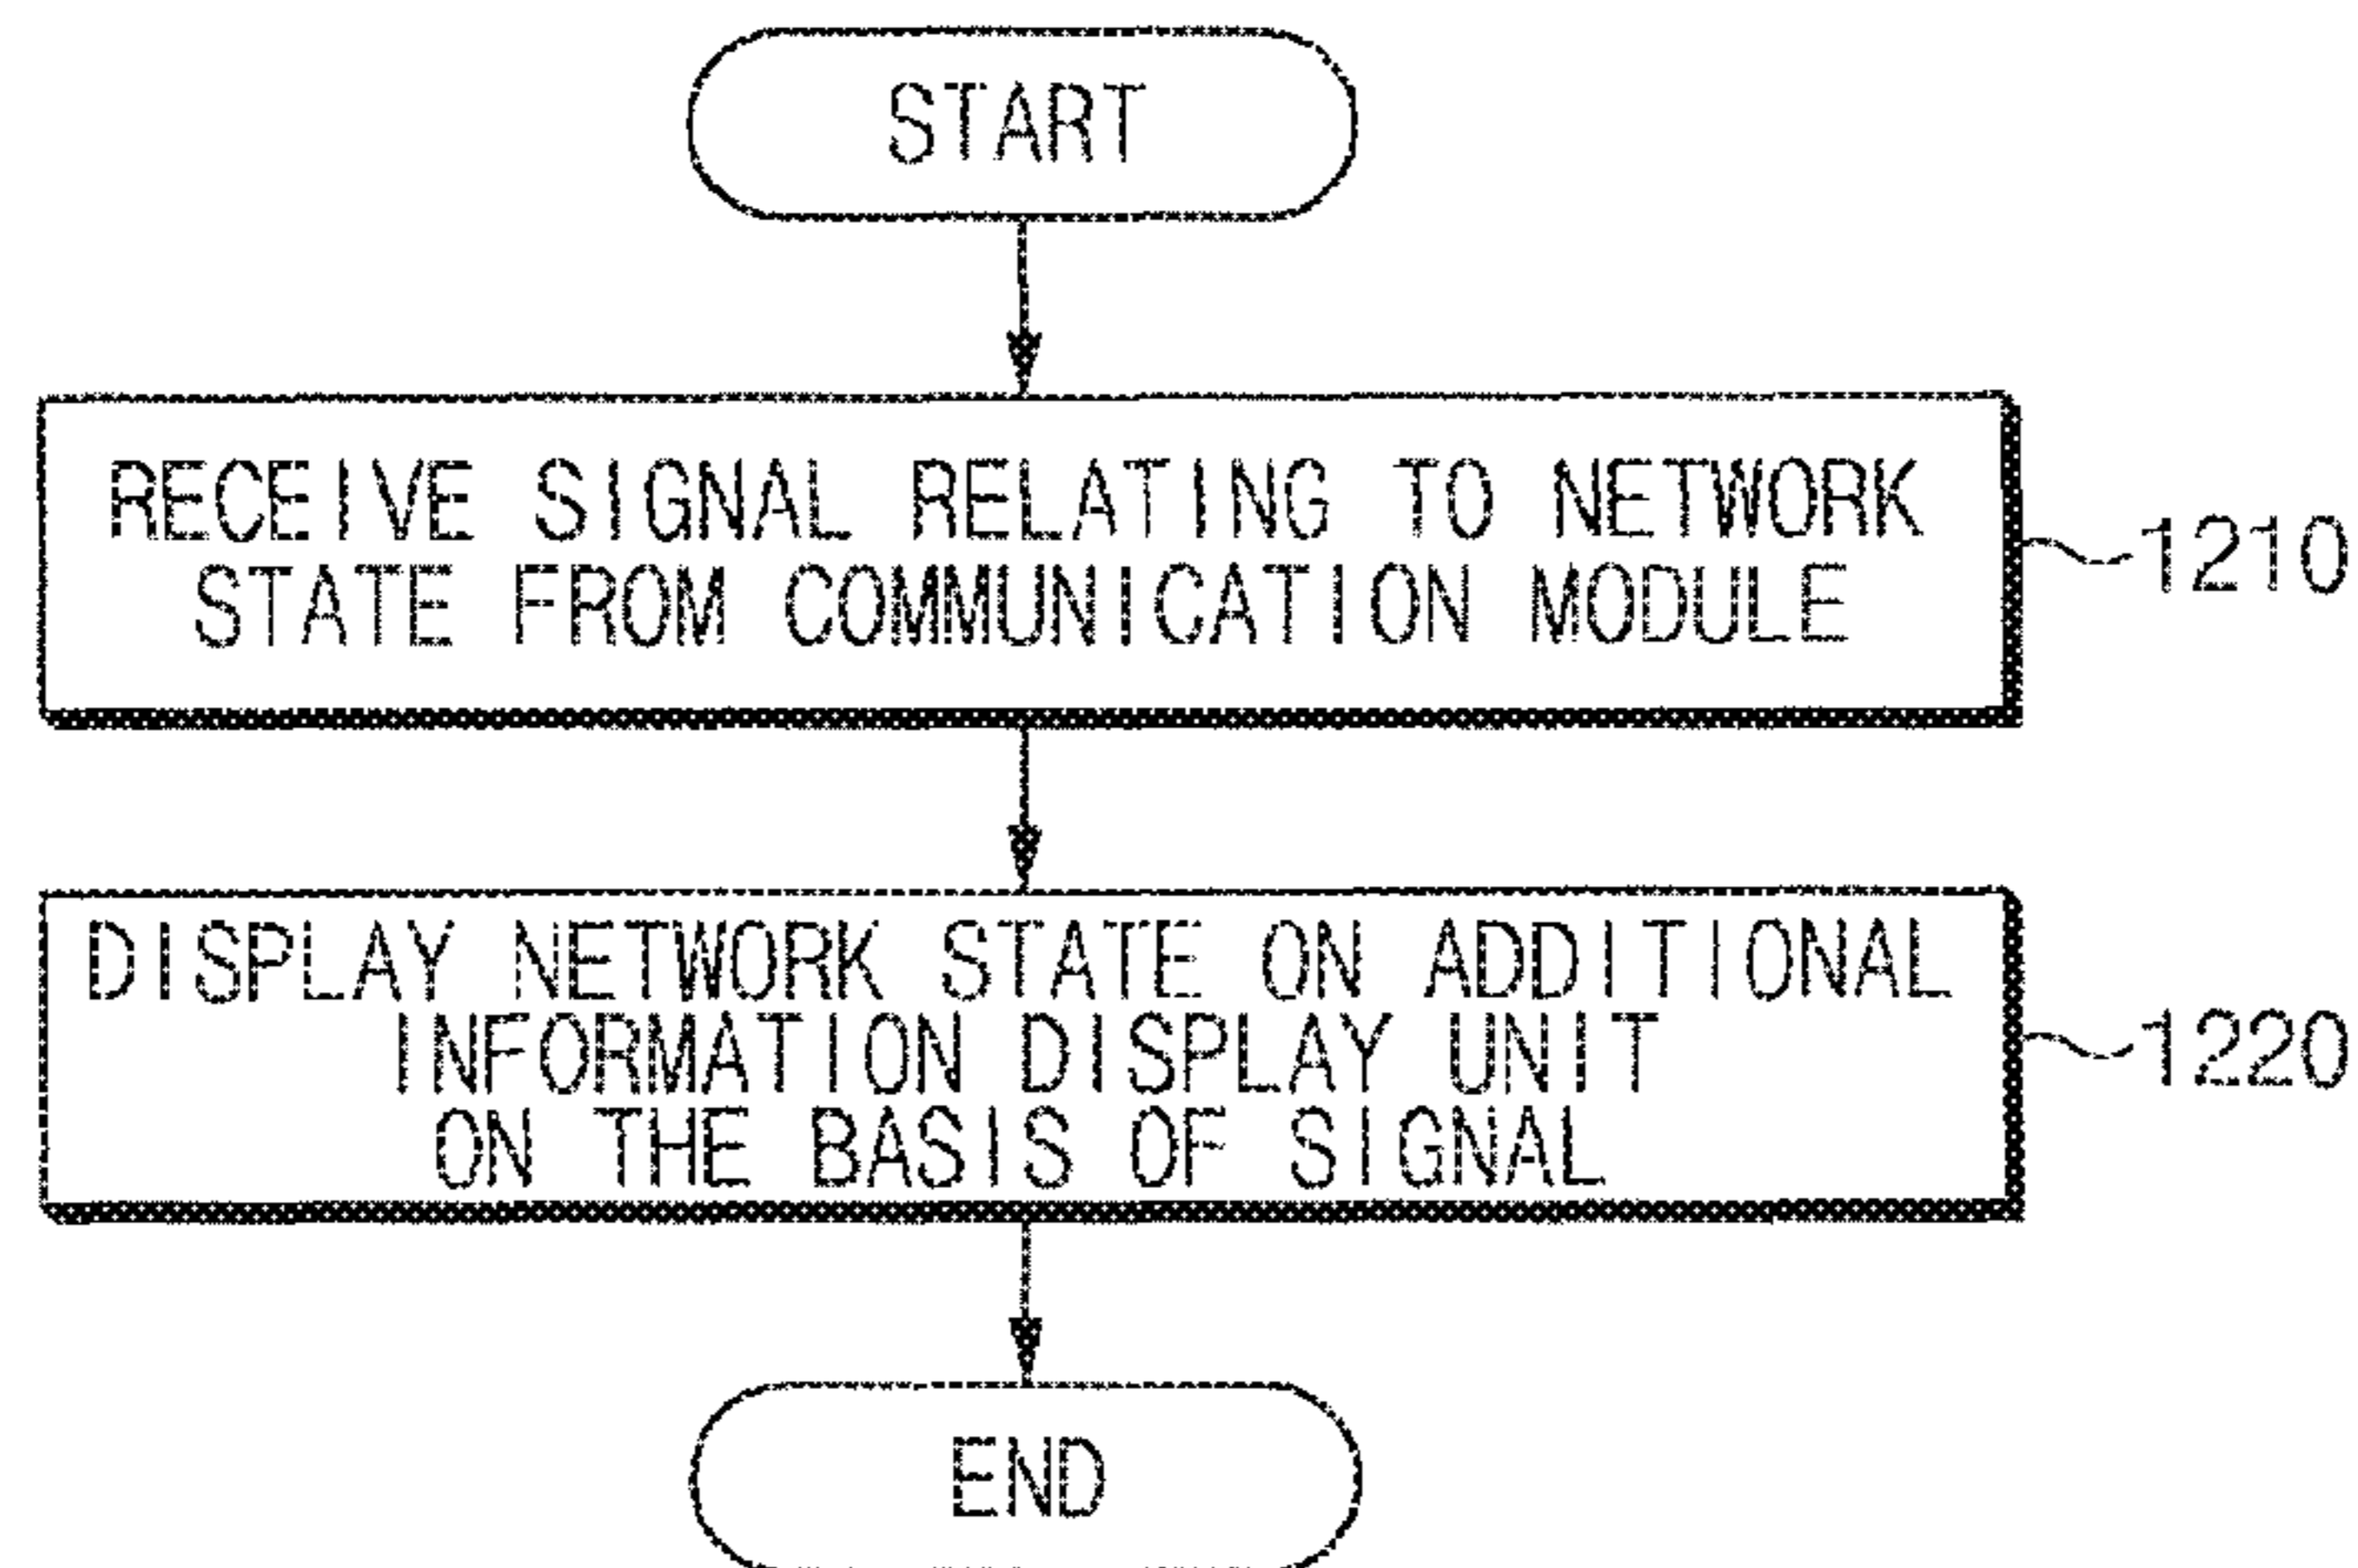 START
RECEIVE SIGNAL RELATING TO NETWORK
STATE FROM COMMUNICATION MODULE
1210
DISPLAY NETWORK STATE ON ADDITIONAL
INFORMATION DISPLAY UNIT
ON THE BASIS OF SIGNAL
1220
END